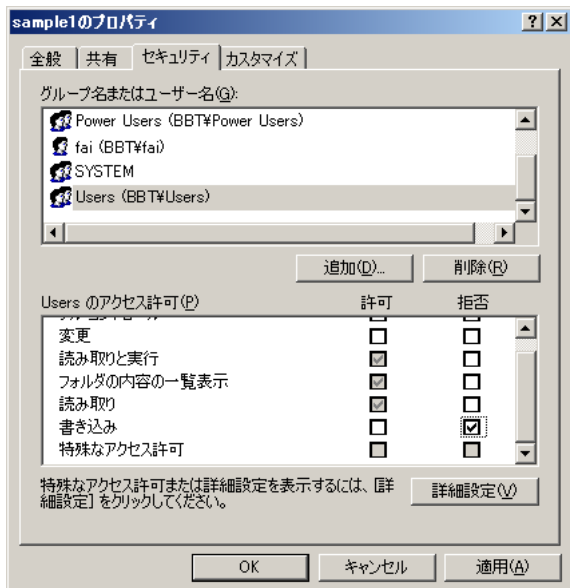 sample1のプロパティ
全般 共有 セキュリティ カスタマイズ
グループ名またはユーザー名(G):
Power Users (BBT¥Power Users)
fai (BBT¥fai)
SYSTEM
Users (BBT¥Users)
追加(D)... 削除(R)
Users のアクセス許可(P) 許可 拒否
変更
読み取りと実行
フォルダの内容の一覧表示
読み取り
書き込み
特殊なアクセス許可
特殊なアクセス許可または詳細設定を表示するには、[詳
細設定] をクリックしてください。
詳細設定(V)
OK キャンセル 適用(A)